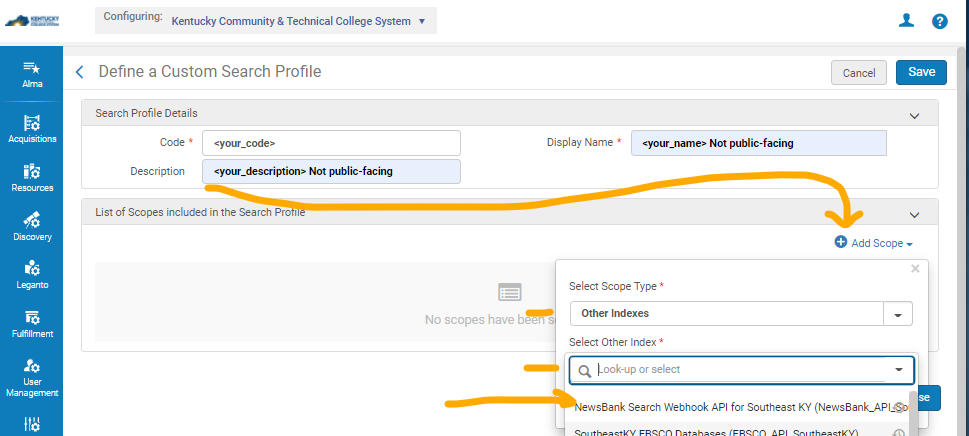 KENTUCKY
Configuring: Kentucky Community & Technical College System
?
Alma
Acquisitions
Resources
Discovery
Leganto
Fulfillment
User
Management
Define a Custom Search Profile
Cancel
Save
Search Profile Details
Code * <your_code>
Display Name * <your_name> Not public-facing
Description <your_description> Not public-facing
List of Scopes included in the Search Profile
Add Scope
No scopes have been s
Select Scope Type *
Other Indexes
Select Other Index *
Look-up or select
NewsBank Search Webhook API for Southeast KY (NewsBank_API_So
SoutheastKY EBSCO Databases (EBSCO_API_SoutheastKY)
se